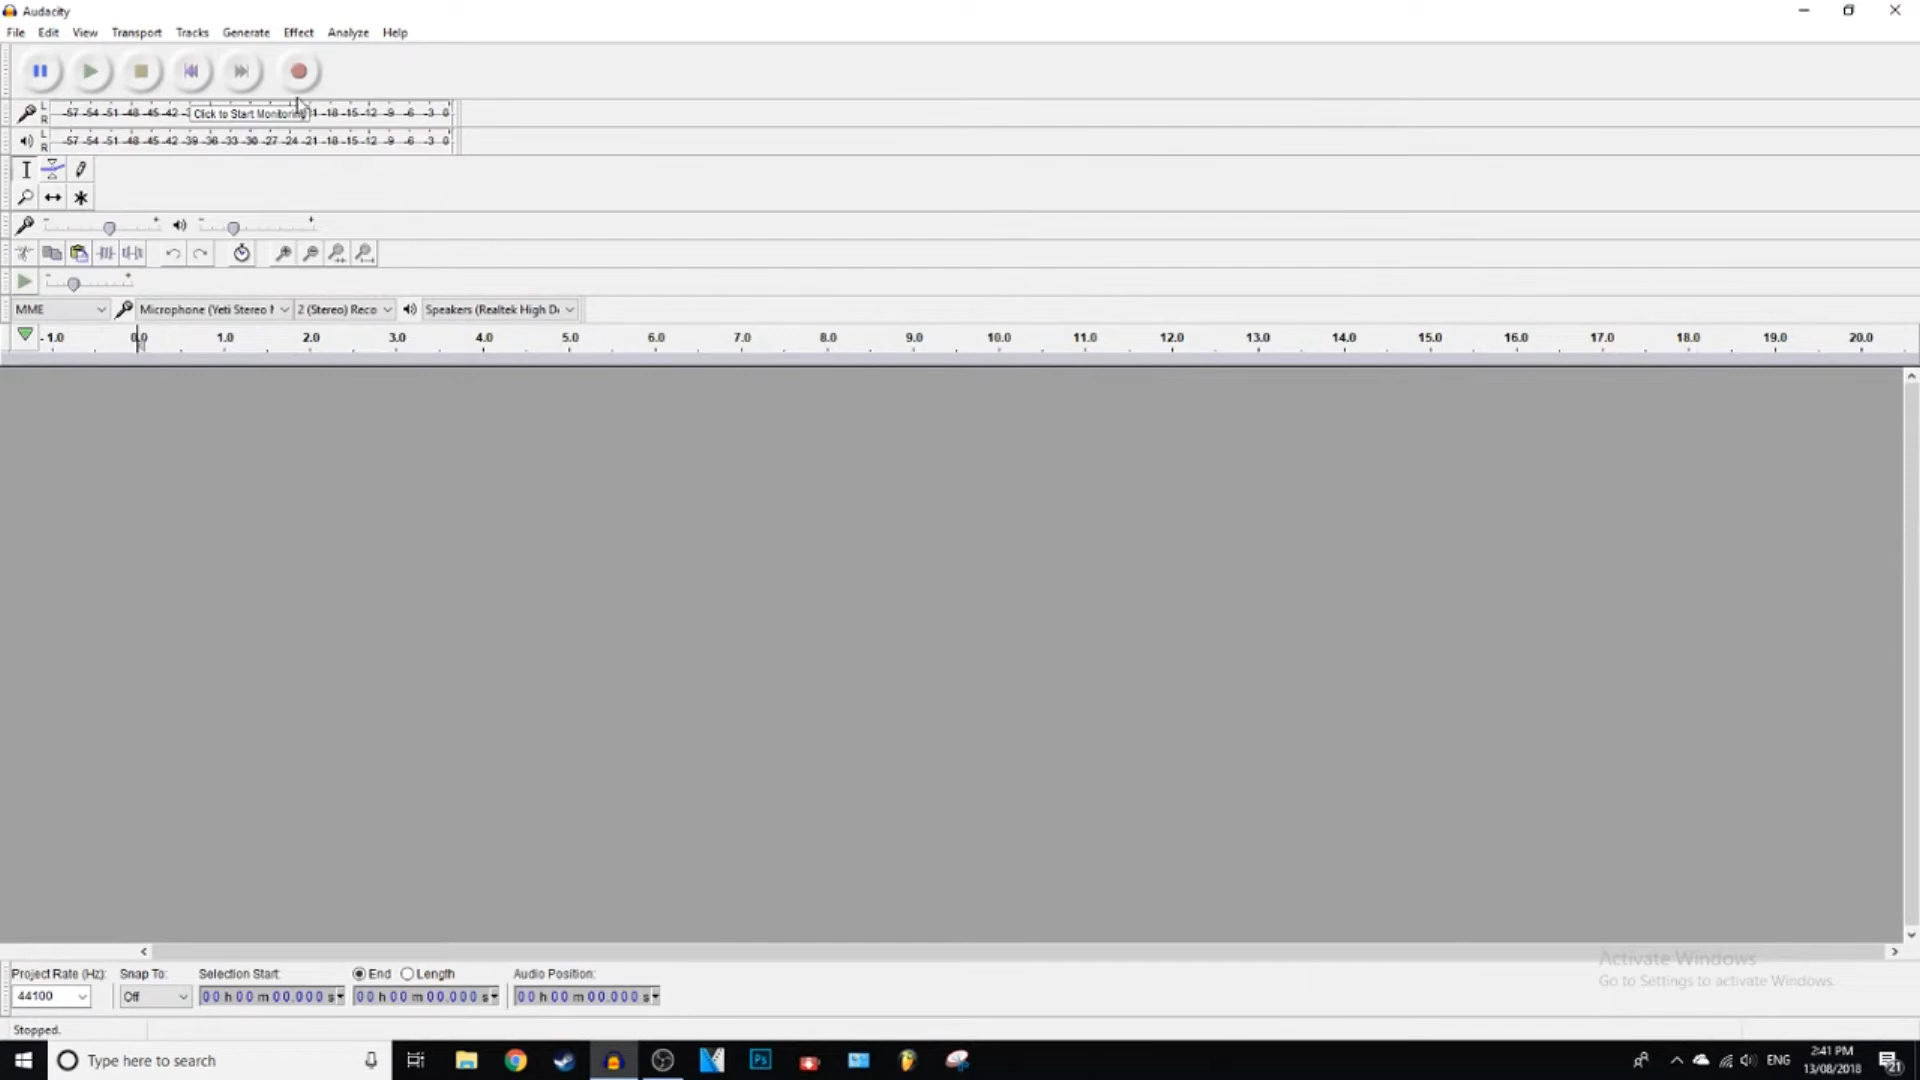 Audacity
File Edit View Transport Tracks Generate Effect Analyze Help
L
R
-57 -54 -51 -48 -45 -42 Click to Start Monitoring -18 -15 -12 -9 -6 -3 0
L
R
-57 -54 -51 -48 -45 -42 -39 -36 -33 -30 -27 -24 -21 -18 -15 -12 -9 -6 -3 0
MME Microphone (Yeti Stereo 2 (Stereo) Reco Speakers (Realtek High D
-1.0 0.0 1.0 2.0 3.0 4.0 5.0 6.0 7.0 8.0 9.0 10.0 11.0 12.0 13.0 14.0 15.0 16.0 17.0 18.0 19.0 20.0
Activate Windows
Go to Settings to activate Windows.
Project Rate (Hz): Snap To: Selection Start: End Length Audio Position:
44100 Off 00 h 00 m 00.000 s 00 h 00 m 00.000 s 00 h 00 m 00.000 s
Stopped.
Type here to search
Ps
ENG
2:41 PM
13/08/2018
21